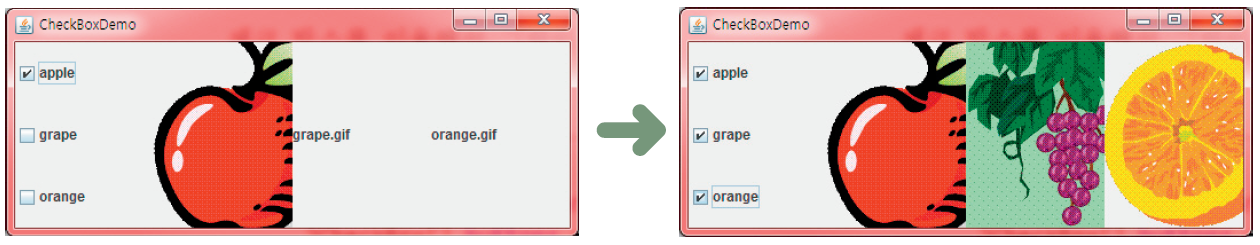 CheckBoxDemo
apple
grape
orange
grape.gif
orange.gif
CheckBoxDemo
apple
grape
orange